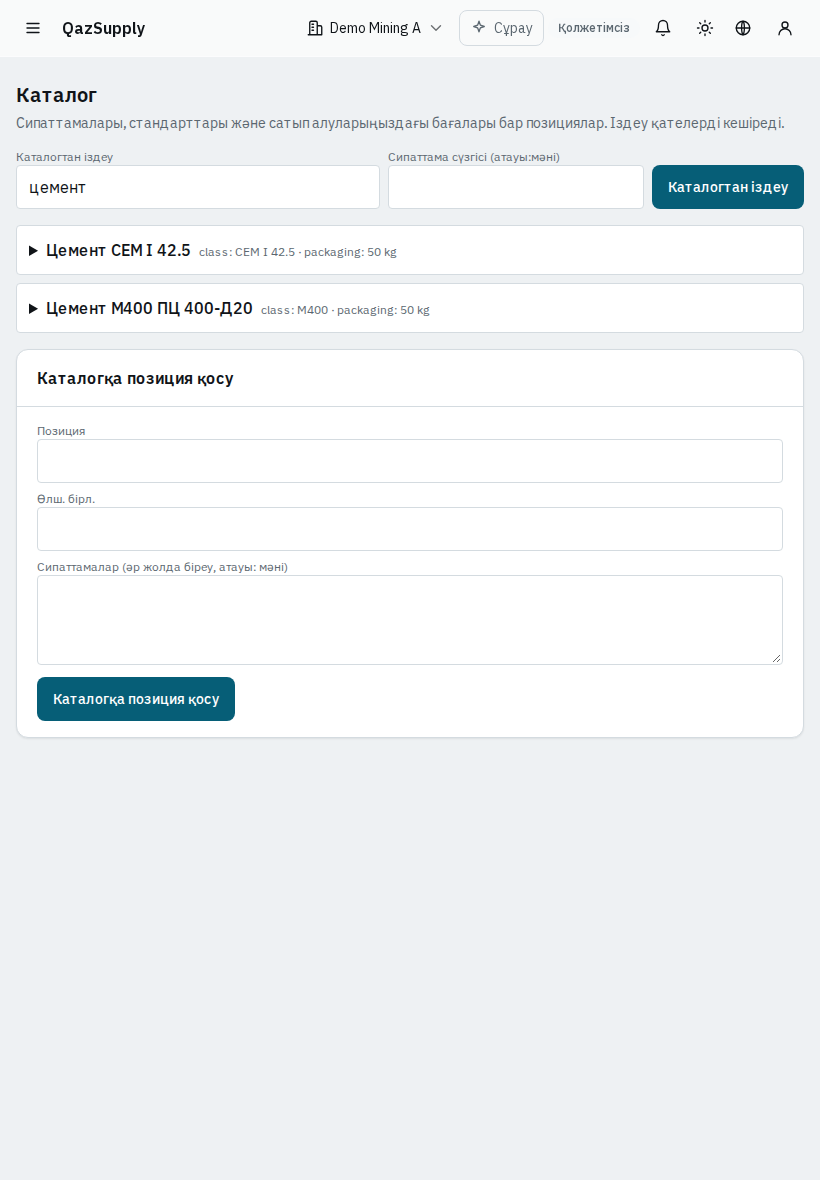 QazSupply
Demo Mining A
Сұрау
Қолжетімсіз
Каталог
Сипаттамалары, стандарттары және сатып алуларыңыздағы бағалары бар позициялар. Іздеу қателерді кешіреді.
Каталогтан іздеу
Сипаттама сүзгісі (атауы:мәні)
цемент
Каталогтан іздеу
Цемент CEM I 42.5 class: CEM I 42.5 · packaging: 50 kg
Цемент М400 ПЦ 400-Д20 class: М400 · packaging: 50 kg
Каталогқа позиция қосу
Позиция
Өлш. бірл.
Сипаттамалар (әр жолда біреу, атауы: мәні)
Каталогқа позиция қосу